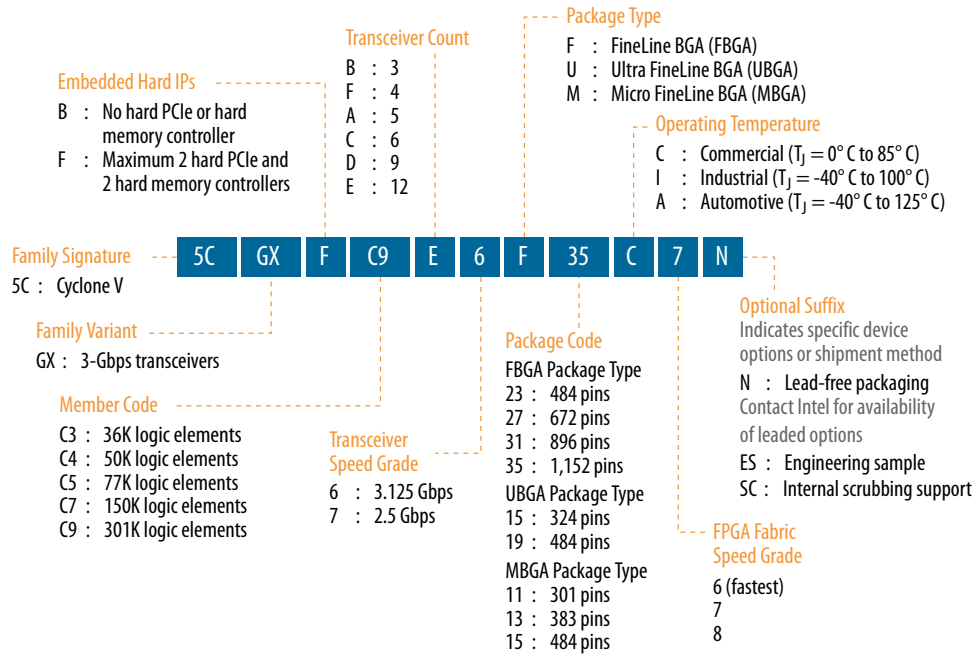 Package Type
F : FineLine BGA (FBGA)
U : Ultra FineLine BGA (UBGA)
M : Micro FineLine BGA (MBGA)
Transceiver Count
B : 3
F : 4
A : 5
C : 6
D : 9
E : 12
Embedded Hard IPs
B : No hard PCIe or hard
memory controller
F : Maximum 2 hard PCIe and
2 hard memory controllers
Operating Temperature
C : Commercial (TJ = 0° C to 85° C)
I : Industrial (TJ = -40° C to 100° C)
A : Automotive (TJ = -40° C to 125° C)
Family Signature
5C : Cyclone V
5C GX F C9 E 6 F 35 C 7 N
Family Variant
GX : 3-Gbps transceivers
Member Code
C3 : 36K logic elements
C4 : 50K logic elements
C5 : 77K logic elements
C7 : 150K logic elements
C9 : 301K logic elements
Transceiver
Speed Grade
6 : 3.125 Gbps
7 : 2.5 Gbps
Package Code
FBGA Package Type
23 : 484 pins
27 : 672 pins
31 : 896 pins
35 : 1,152 pins
UBGA Package Type
15 : 324 pins
19 : 484 pins
MBGA Package Type
11 : 301 pins
13 : 383 pins
15 : 484 pins
Optional Suffix
Indicates specific device
options or shipment method
N : Lead-free packaging
Contact Intel for availability
of leaded options
ES : Engineering sample
SC : Internal scrubbing support
FPGA Fabric
Speed Grade
6 (fastest)
7
8